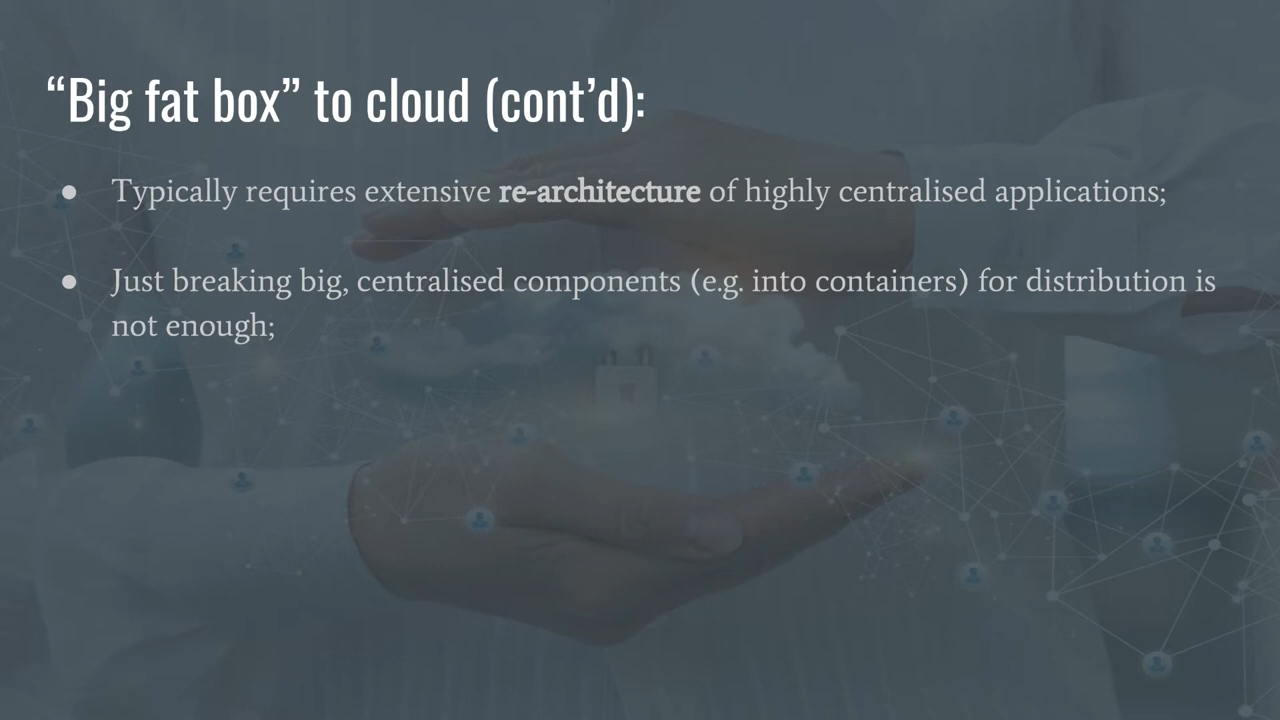 “Big fat box” to cloud (cont’d):
● Typically requires extensive re-architecture of highly centralised applications;
● Just breaking big, centralised components (e.g. into containers) for distribution is
not enough;